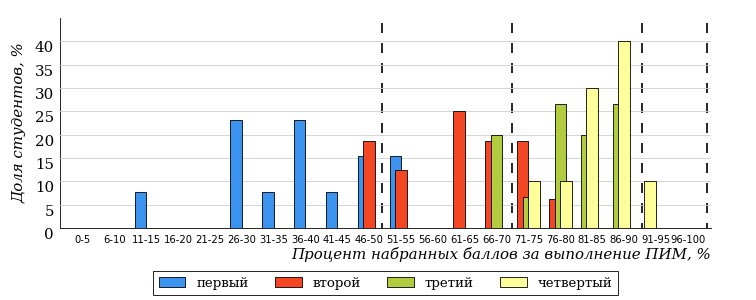 Доля студентов, %
40
35
30
25
20
15
10
5
0
0-5 6-10 11-15 16-20 21-25 26-30 31-35 36-40 41-45 46-50 51-55 56-60 61-65 66-70 71-75 76-80 81-85 86-90 91-95 96-100
Процент набранных баллов за выполнение ПИМ, %
первый второй третий четвертый